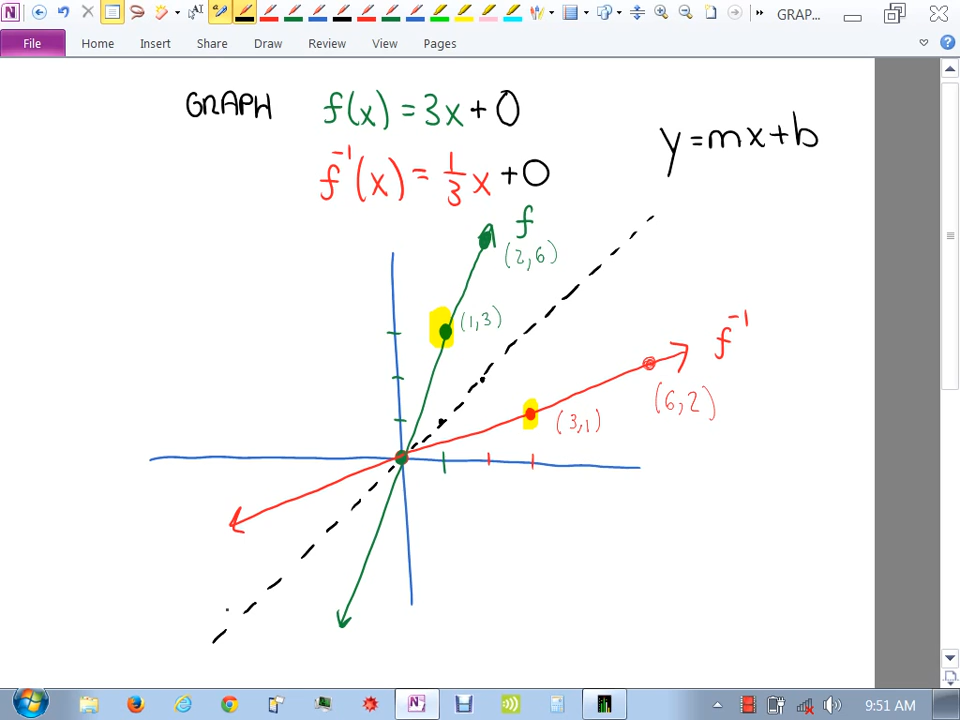 GRAP...
File Home Insert Share Draw Review View Pages
GRAPH f(x) = 3x + 0
y = mx + b
f⁻¹(x) = 1/3 x + 0
f
(2,6)
(1,3)
f⁻¹
(6,2)
(3,1)
9:51 AM